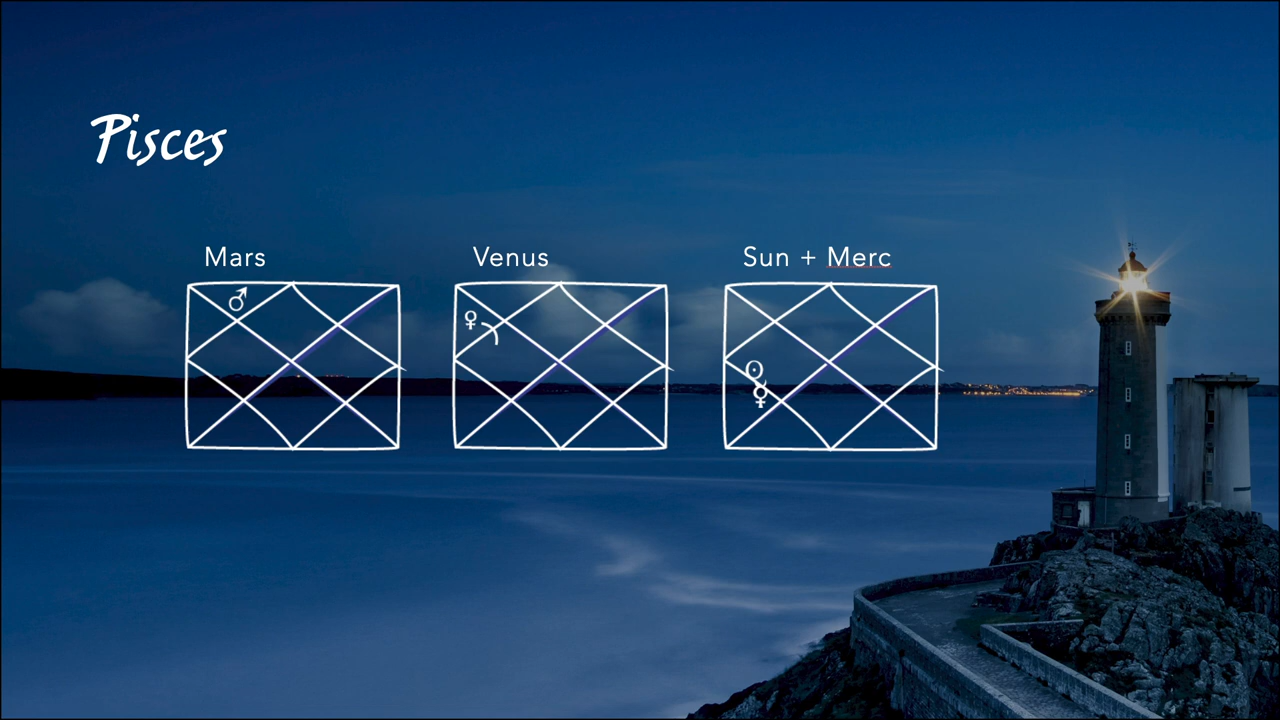 Pisces
Mars
Venus
Sun + Merc
♂
♀
☉
☿